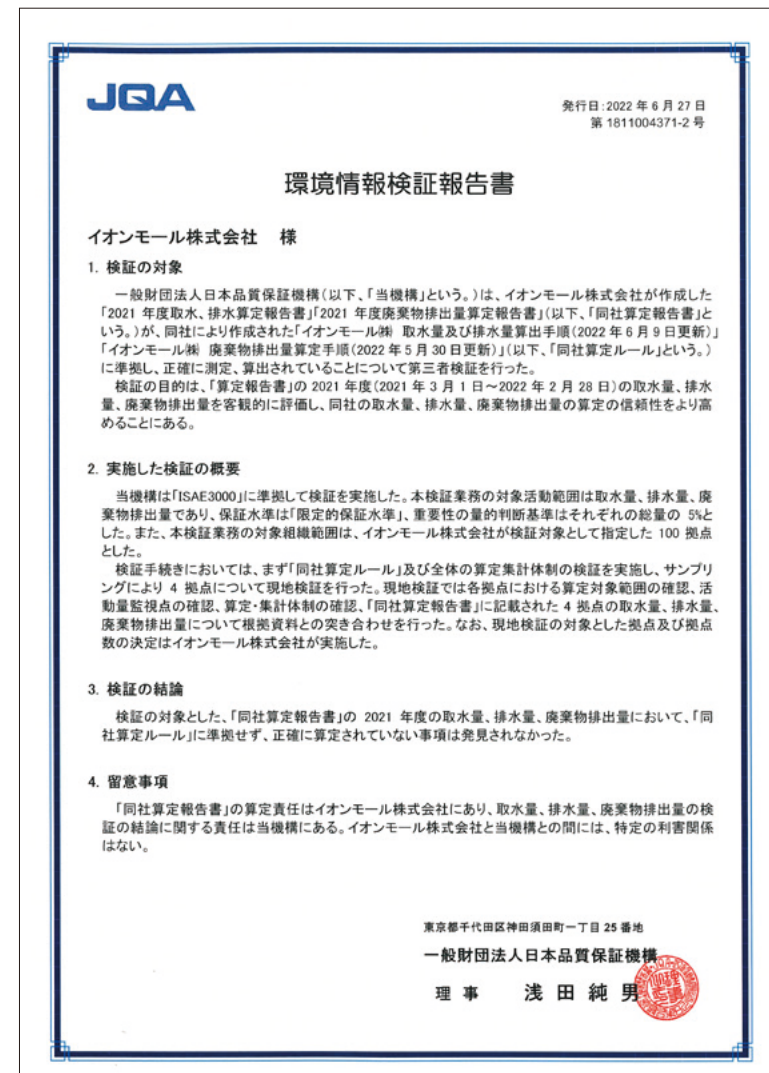 JQA
発行日:2022 年 6 月 27 日
第 1811004371-2 号
環境情報検証報告書
イオンモール株式会社 様
1. 検証の対象
一般財団法人日本品質保証機構(以下、「当機構」という。)は、イオンモール株式会社が作成した
「2021 年度取水、排水算定報告書」「2021 年度廃棄物排出量算定報告書」(以下、「同社算定報告書」と
いう。)が、同社により作成された「イオンモール㈱ 取水量及び排水量算出手順(2022 年 6 月 9 日更新)」
「イオンモール㈱ 廃棄物排出量算定手順(2022 年 5 月 30 日更新)」(以下、「同社算定ルール」という。)
に準拠し、正確に測定、算出されていることについて第三者検証を行った。
検証の目的は、「算定報告書」の 2021 年度(2021 年 3 月 1 日～2022 年 2 月 28 日)の取水量、排水
量、廃棄物排出量を客観的に評価し、同社の取水量、排水量、廃棄物排出量の算定の信頼性をより高
めることにある。
2. 実施した検証の概要
当機構は「ISAE3000」に準拠して検証を実施した。本検証業務の対象活動範囲は取水量、排水量、廃
棄物排出量であり、保証水準は「限定的保証水準」、重要性の量的判断基準はそれぞれの総量の 5%と
した。また、本検証業務の対象組織範囲は、イオンモール株式会社が検証対象として指定した 100 拠点
とした。
検証手続きにおいては、まず「同社算定ルール」及び全体の算定集計体制の検証を実施し、サンプリ
ングにより 4 拠点について現地検証を行った。現地検証では各拠点における算定対象範囲の確認、活
動量監視点の確認、算定・集計体制の確認、「同社算定報告書」に記載された 4 拠点の取水量、排水量、
廃棄物排出量について根拠資料との突き合わせを行った。なお、現地検証の対象とした拠点及び拠点
数の決定はイオンモール株式会社が実施した。
3. 検証の結論
検証の対象とした、「同社算定報告書」の 2021 年度の取水量、排水量、廃棄物排出量において、「同
社算定ルール」に準拠せず、正確に算定されていない事項は発見されなかった。
4. 留意事項
「同社算定報告書」の算定責任はイオンモール株式会社にあり、取水量、排水量、廃棄物排出量の検
証の結論に関する責任は当機構にある。イオンモール株式会社と当機構との間には、特定の利害関係
はない。
東京都千代田区神田須田町一丁目 25 番地
一般財団法人日本品質保証機構
理 事 浅 田 純 男